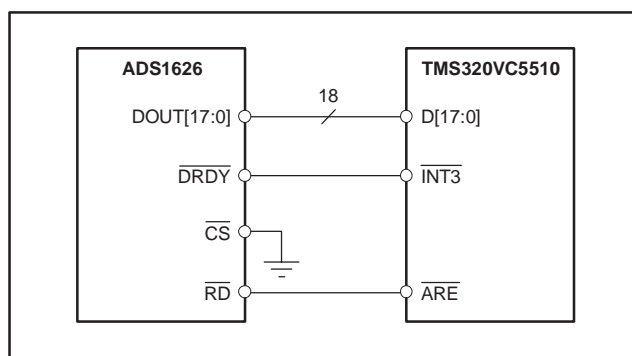 ADS1626 TMS320VC5510
18
DOUT[17:0] D[17:0]
DRDY INT3
CS
RD ARE